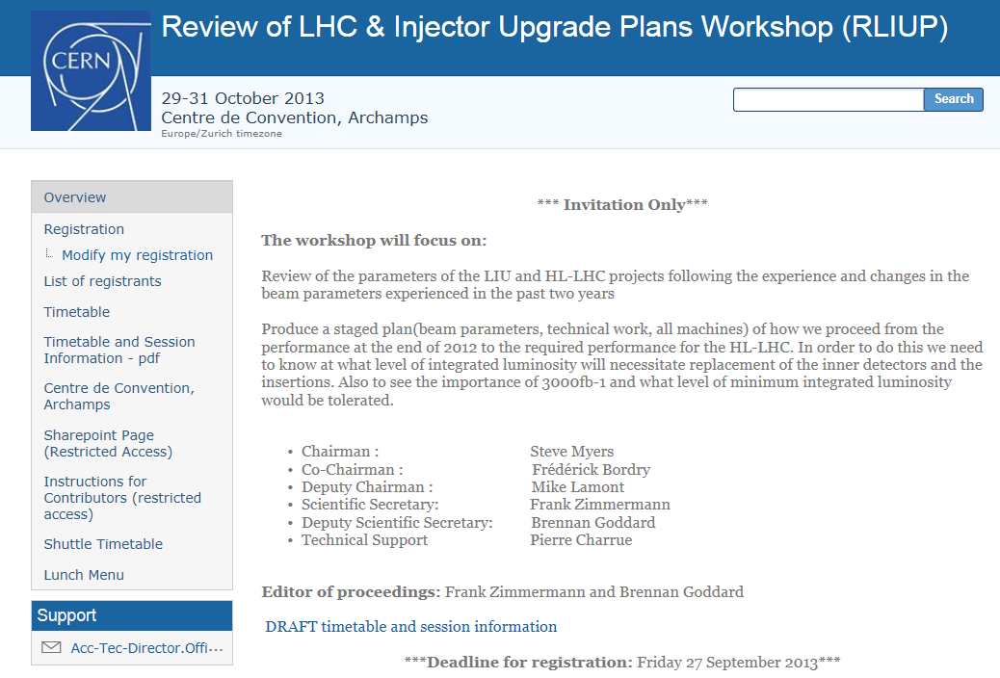 CERN
Review of LHC & Injector Upgrade Plans Workshop (RLIUP)
29-31 October 2013
Centre de Convention, Archamps
Europe/Zurich timezone
Search
Overview
Registration
Modify my registration
List of registrants
Timetable
Timetable and Session
Information - pdf
Centre de Convention,
Archamps
Sharepoint Page
(Restricted Access)
Instructions for
Contributors (restricted
access)
Shuttle Timetable
Lunch Menu
Support
Acc-Tec-Director.Offi...
*** Invitation Only***
The workshop will focus on:
Review of the parameters of the LIU and HL-LHC projects following the experience and changes in the
beam parameters experienced in the past two years
Produce a staged plan(beam parameters, technical work, all machines) of how we proceed from the
performance at the end of 2012 to the required performance for the HL-LHC. In order to do this we need
to know at what level of integrated luminosity will necessitate replacement of the inner detectors and the
insertions. Also to see the importance of 3000fb-1 and what level of minimum integrated luminosity
would be tolerated.
• Chairman : Steve Myers
• Co-Chairman : Frédérick Bordry
• Deputy Chairman : Mike Lamont
• Scientific Secretary: Frank Zimmermann
• Deputy Scientific Secretary: Brennan Goddard
• Technical Support Pierre Charrue
Editor of proceedings: Frank Zimmermann and Brennan Goddard
DRAFT timetable and session information
***Deadline for registration: Friday 27 September 2013***